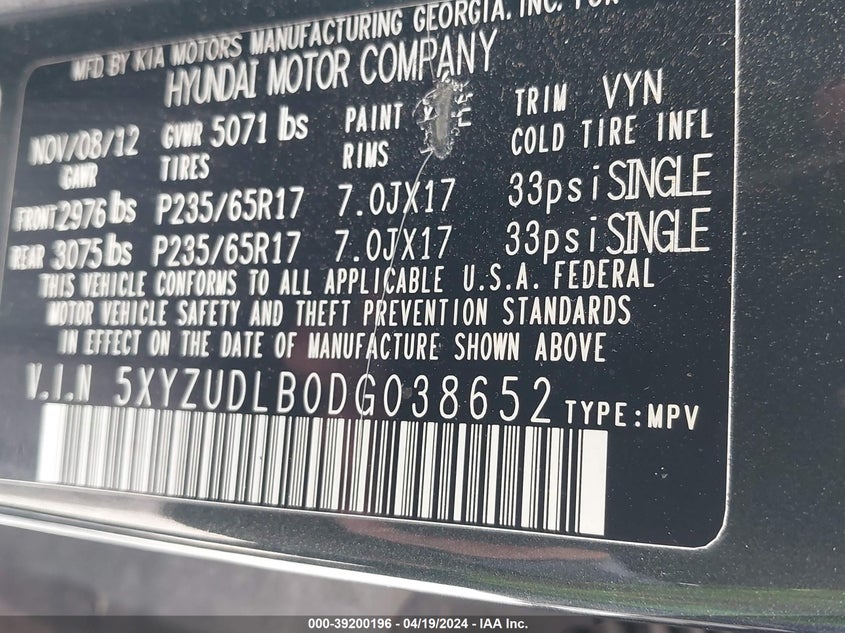 MFD BY KIA MOTORS MANUFACTURING GEORGIA, INC. FOR
HYUNDAI MOTOR COMPANY
NOV/08/12 GVWR 5071 lbs PAINT TRIM VYN
GAWR TIRES RIMS COLD TIRE INFL
FRONT 2976 lbs P235/65R17 7.0JX17 33psi SINGLE
REAR 3075 lbs P235/65R17 7.0JX17 33psi SINGLE
THIS VEHICLE CONFORMS TO ALL APPLICABLE U.S.A. FEDERAL
MOTOR VEHICLE SAFETY AND THEFT PREVENTION STANDARDS
IN EFFECT ON THE DATE OF MANUFACTURE SHOWN ABOVE
V.I.N 5XYZUDLB0DG038652 TYPE:MPV
000-39200196 - 04/19/2024 - IAA Inc.